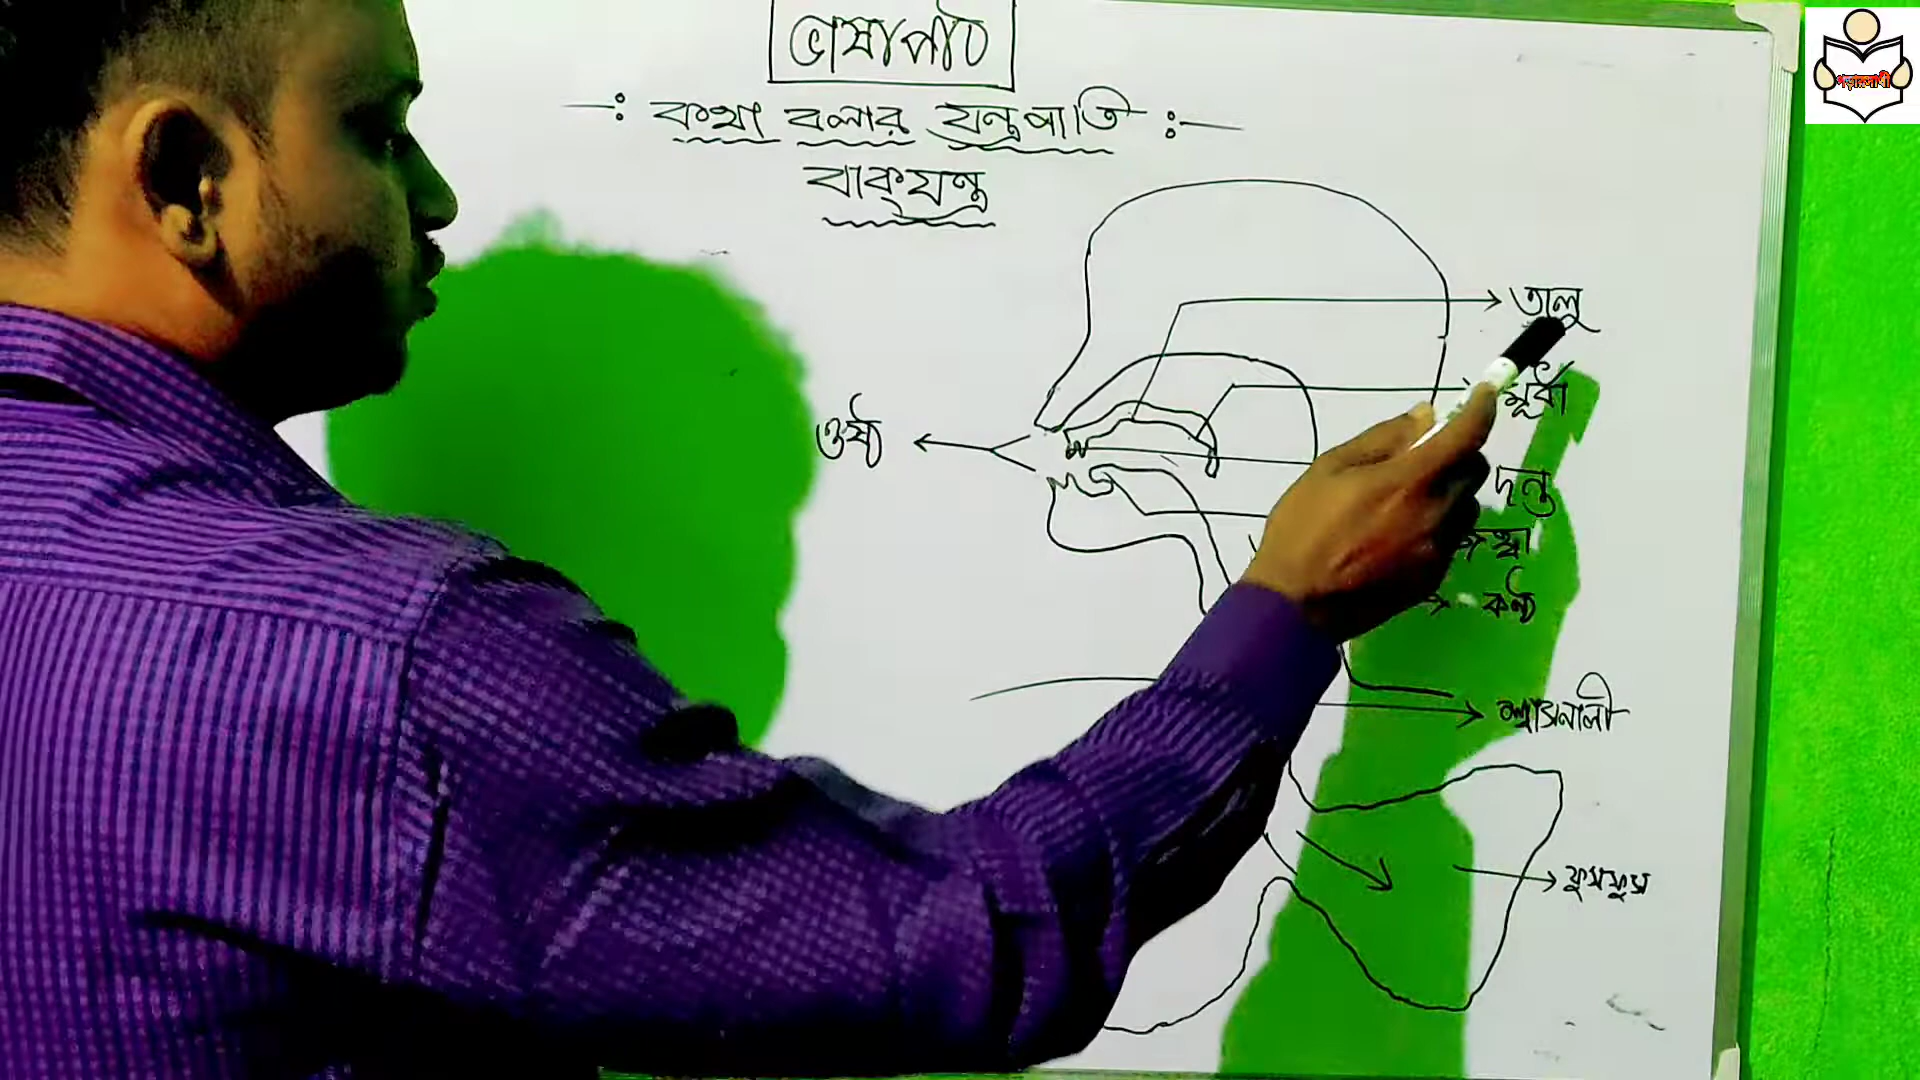 ভাষাপাঠ
—: কথা বলার যন্ত্রপাতি :—
বাক্‌যন্ত্র
তালু
মূর্ধা
ওষ্ঠ
দন্ত
কণ্ঠ
শ্বাসনালী
ফুসফুস